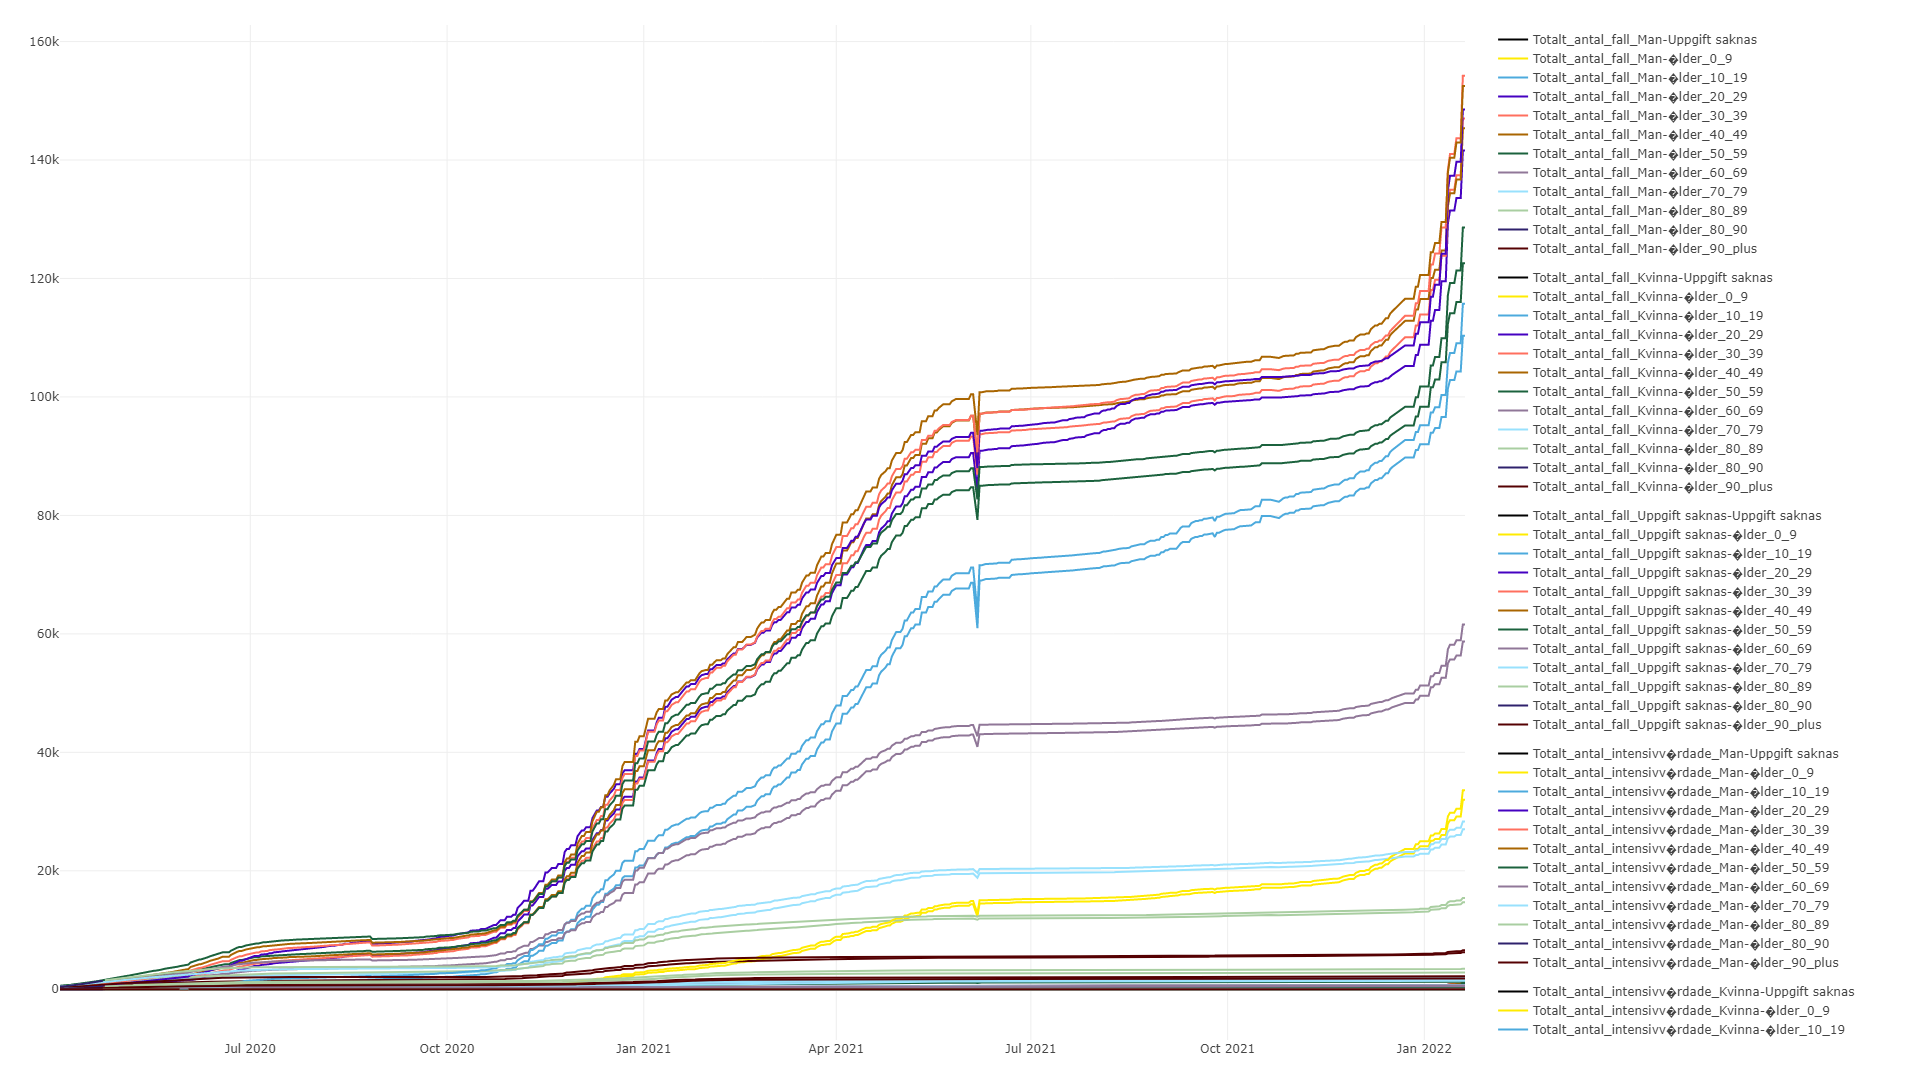 160k
140k
120k
100k
80k
60k
40k
20k
0
Jul 2020
Oct 2020
Jan 2021
Apr 2021
Jul 2021
Oct 2021
Jan 2022
Totalt_antal_fall_Man-Uppgift saknas
Totalt_antal_fall_Man-�lder_0_9
Totalt_antal_fall_Man-�lder_10_19
Totalt_antal_fall_Man-�lder_20_29
Totalt_antal_fall_Man-�lder_30_39
Totalt_antal_fall_Man-�lder_40_49
Totalt_antal_fall_Man-�lder_50_59
Totalt_antal_fall_Man-�lder_60_69
Totalt_antal_fall_Man-�lder_70_79
Totalt_antal_fall_Man-�lder_80_89
Totalt_antal_fall_Man-�lder_80_90
Totalt_antal_fall_Man-�lder_90_plus
Totalt_antal_fall_Kvinna-Uppgift saknas
Totalt_antal_fall_Kvinna-�lder_0_9
Totalt_antal_fall_Kvinna-�lder_10_19
Totalt_antal_fall_Kvinna-�lder_20_29
Totalt_antal_fall_Kvinna-�lder_30_39
Totalt_antal_fall_Kvinna-�lder_40_49
Totalt_antal_fall_Kvinna-�lder_50_59
Totalt_antal_fall_Kvinna-�lder_60_69
Totalt_antal_fall_Kvinna-�lder_70_79
Totalt_antal_fall_Kvinna-�lder_80_89
Totalt_antal_fall_Kvinna-�lder_80_90
Totalt_antal_fall_Kvinna-�lder_90_plus
Totalt_antal_fall_Uppgift saknas-Uppgift saknas
Totalt_antal_fall_Uppgift saknas-�lder_0_9
Totalt_antal_fall_Uppgift saknas-�lder_10_19
Totalt_antal_fall_Uppgift saknas-�lder_20_29
Totalt_antal_fall_Uppgift saknas-�lder_30_39
Totalt_antal_fall_Uppgift saknas-�lder_40_49
Totalt_antal_fall_Uppgift saknas-�lder_50_59
Totalt_antal_fall_Uppgift saknas-�lder_60_69
Totalt_antal_fall_Uppgift saknas-�lder_70_79
Totalt_antal_fall_Uppgift saknas-�lder_80_89
Totalt_antal_fall_Uppgift saknas-�lder_80_90
Totalt_antal_fall_Uppgift saknas-�lder_90_plus
Totalt_antal_intensivv�rdade_Man-Uppgift saknas
Totalt_antal_intensivv�rdade_Man-�lder_0_9
Totalt_antal_intensivv�rdade_Man-�lder_10_19
Totalt_antal_intensivv�rdade_Man-�lder_20_29
Totalt_antal_intensivv�rdade_Man-�lder_30_39
Totalt_antal_intensivv�rdade_Man-�lder_40_49
Totalt_antal_intensivv�rdade_Man-�lder_50_59
Totalt_antal_intensivv�rdade_Man-�lder_60_69
Totalt_antal_intensivv�rdade_Man-�lder_70_79
Totalt_antal_intensivv�rdade_Man-�lder_80_89
Totalt_antal_intensivv�rdade_Man-�lder_80_90
Totalt_antal_intensivv�rdade_Man-�lder_90_plus
Totalt_antal_intensivv�rdade_Kvinna-Uppgift saknas
Totalt_antal_intensivv�rdade_Kvinna-�lder_0_9
Totalt_antal_intensivv�rdade_Kvinna-�lder_10_19